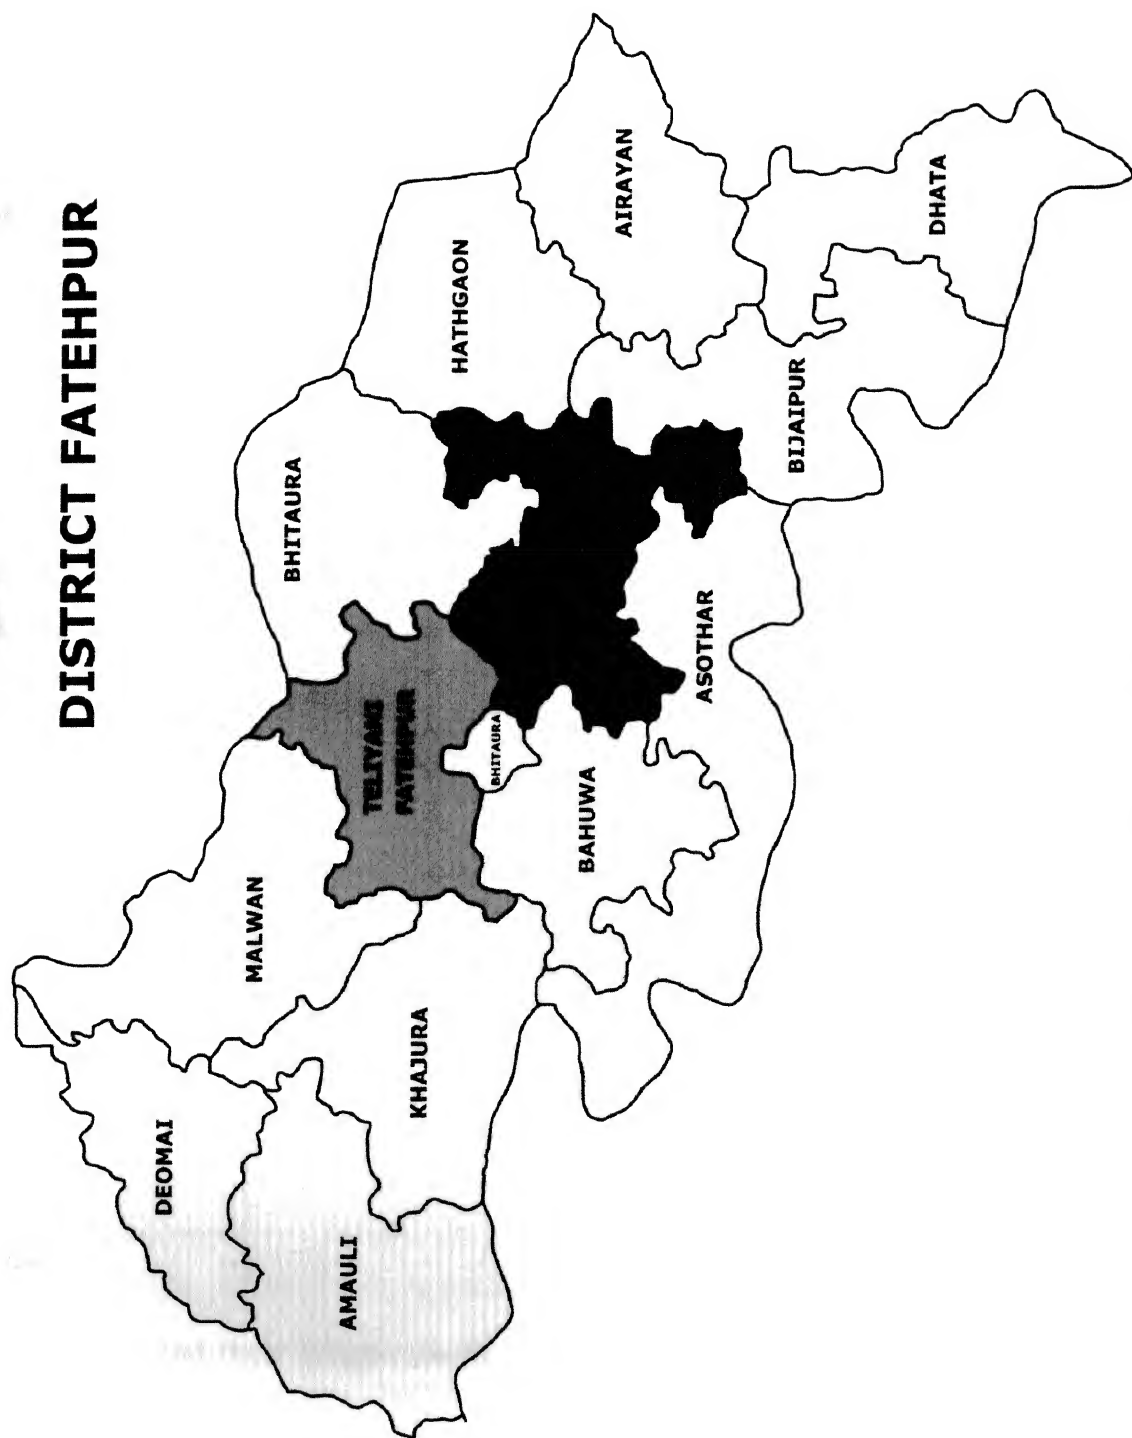 DISTRICT FATEHPUR
DEOMAI
MALWAN
BHITAURA
AMAULI
KHAJURA
TELIYANI
FATEHPUR
HATHGAON
BHITAURA
BAHUWA
AIRAYAN
ASOTHAR
BIJAIPUR
DHATA